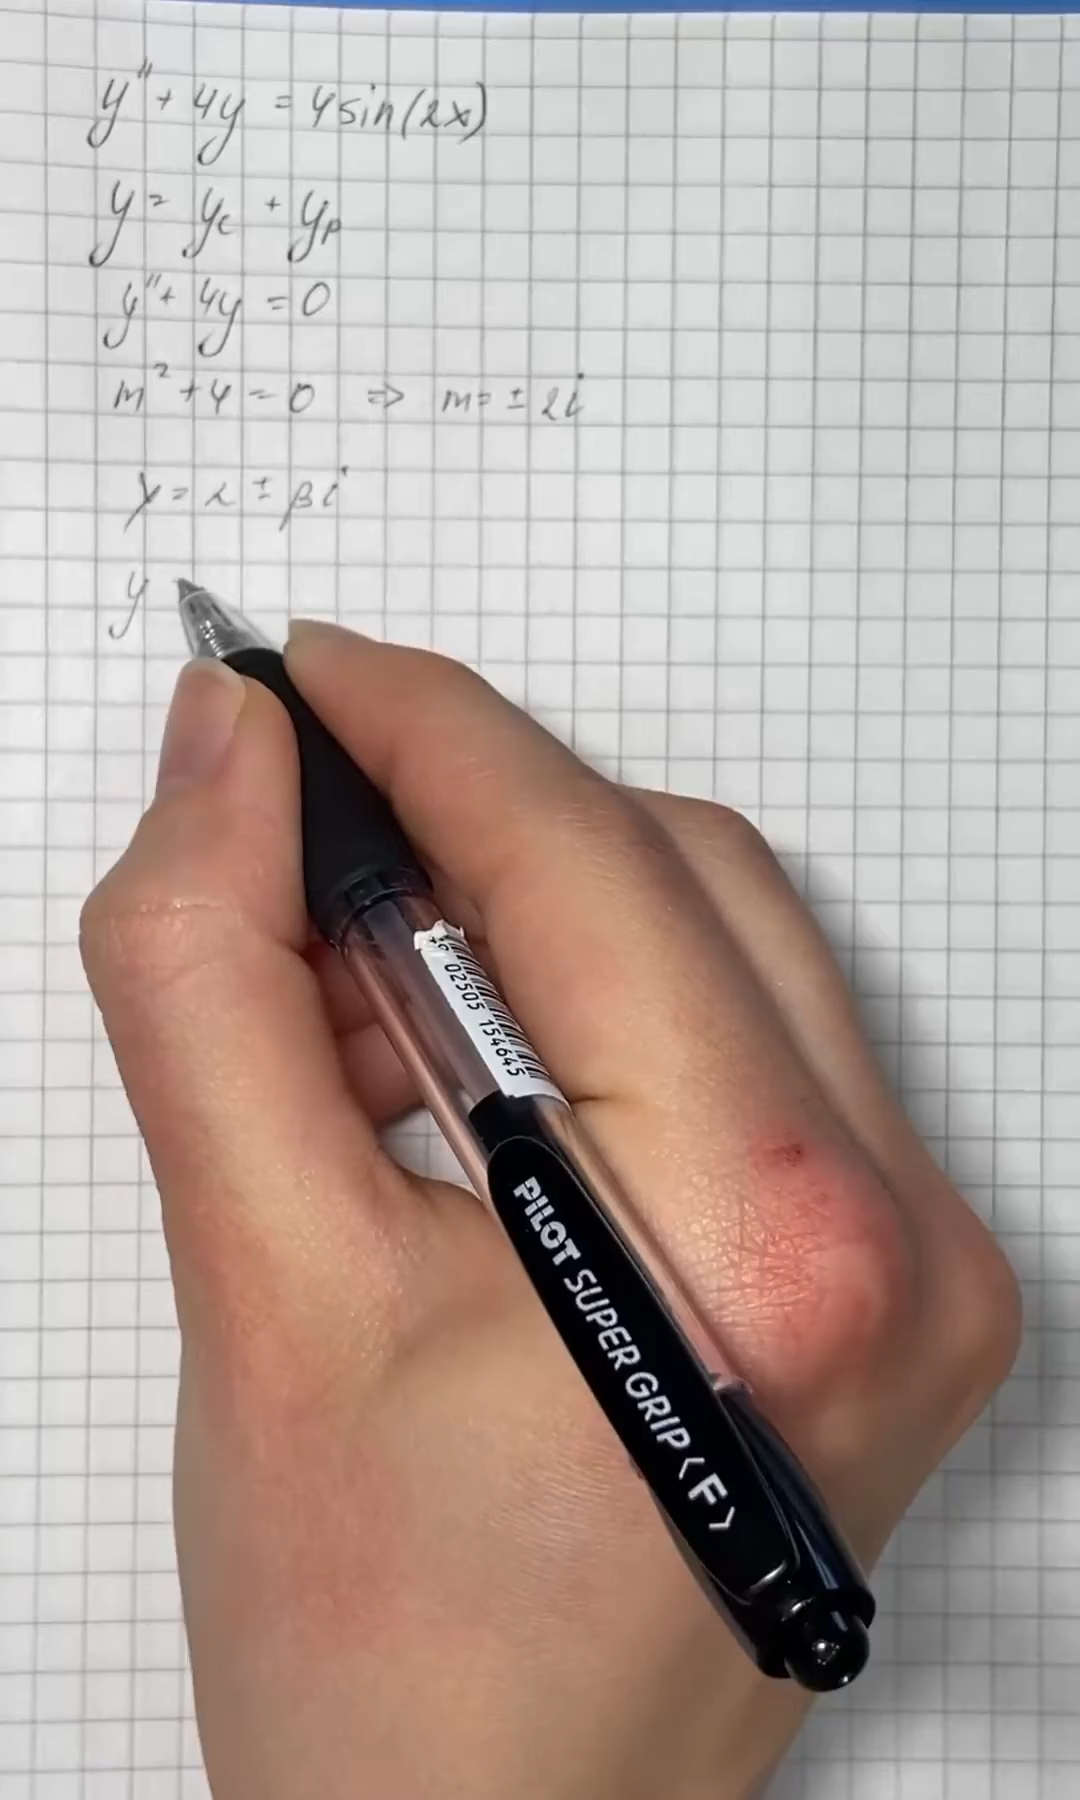 y'' + 4y = 4sin(2x)
y = yc + yp
y'' + 4y = 0
m² + 4 = 0 => m = ± 2i
γ = α ± βi
y
02505 154645
PILOT SUPER GRIP <F>